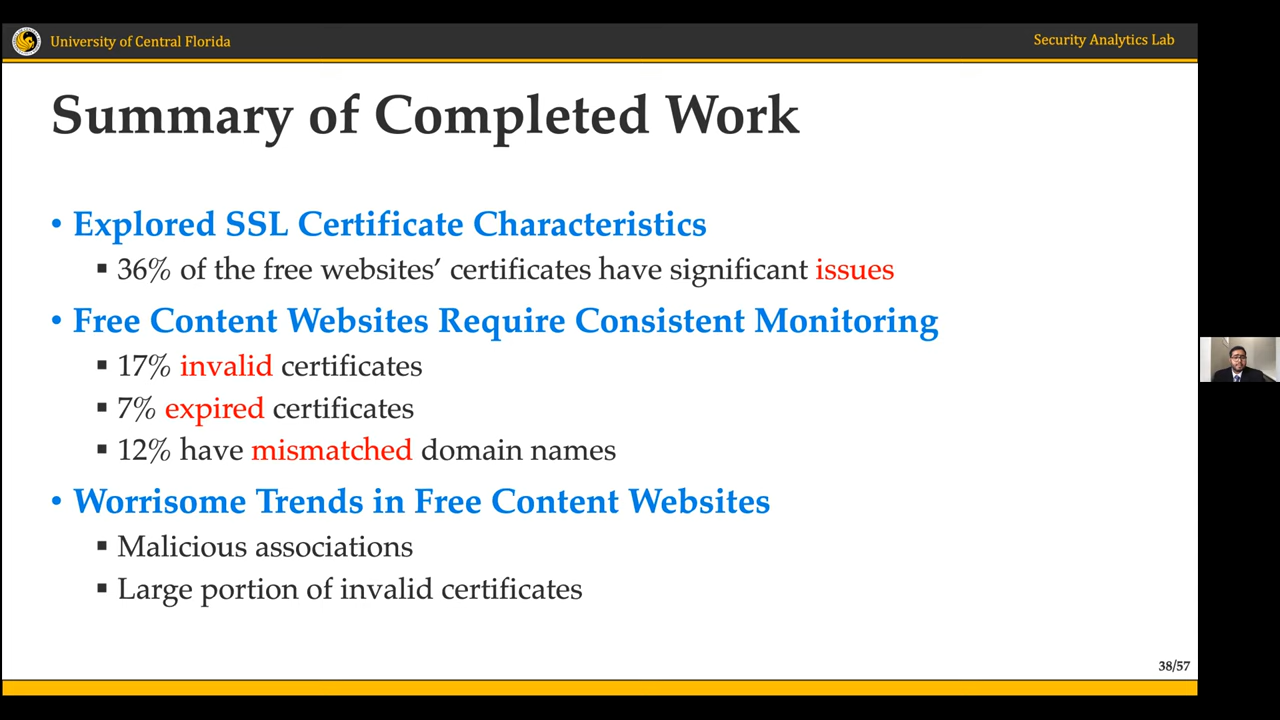 University of Central Florida
Security Analytics Lab
Summary of Completed Work
• Explored SSL Certificate Characteristics
▪ 36% of the free websites’ certificates have significant issues
• Free Content Websites Require Consistent Monitoring
▪ 17% invalid certificates
▪ 7% expired certificates
▪ 12% have mismatched domain names
• Worrisome Trends in Free Content Websites
▪ Malicious associations
▪ Large portion of invalid certificates
38/57